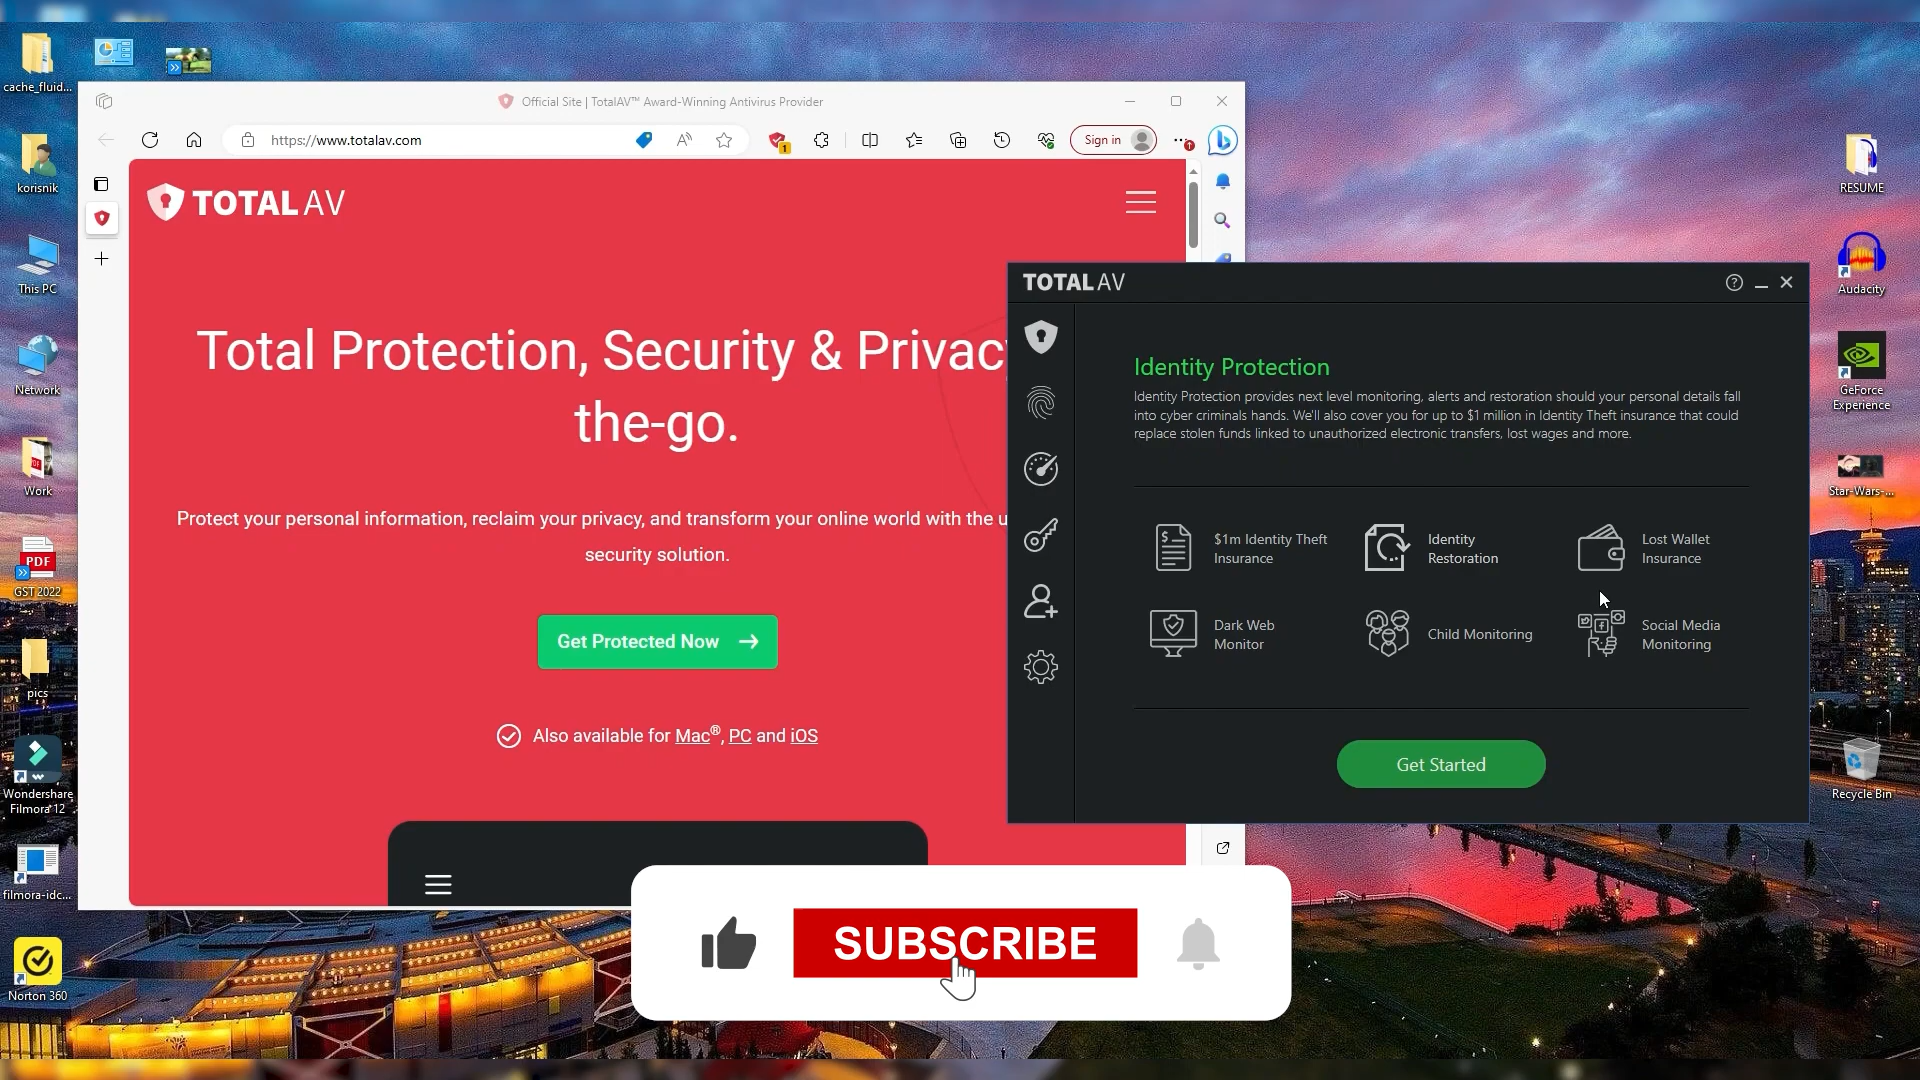 cache_fluid...
korisnik
This PC
Network
Work
PDF
GST 2022
pics
Wondershare
Filmora 12
filmora-idc...
Norton 360
Official Site | TotalAV™ Award-Winning Antivirus Provider
https://www.totalav.com
1
Sign in
TOTAL AV
Total Protection, Security & Privac
the-go.
Protect your personal information, reclaim your privacy, and transform your online world with the u
security solution.
Get Protected Now
Also available for Mac®, PC and iOS
TOTAL AV
Identity Protection
Identity Protection provides next level monitoring, alerts and restoration should your personal details fall
into cyber criminals hands. We'll also cover you for up to $1 million in Identity Theft insurance that could
replace stolen funds linked to unauthorized electronic transfers, lost wages and more.
$1m Identity Theft
Insurance
Identity
Restoration
Lost Wallet
Insurance
Dark Web
Monitor
Child Monitoring
Social Media
Monitoring
Get Started
SUBSCRIBE
RESUME
Audacity
GeForce
Experience
Star-Wars-...
Recycle Bin